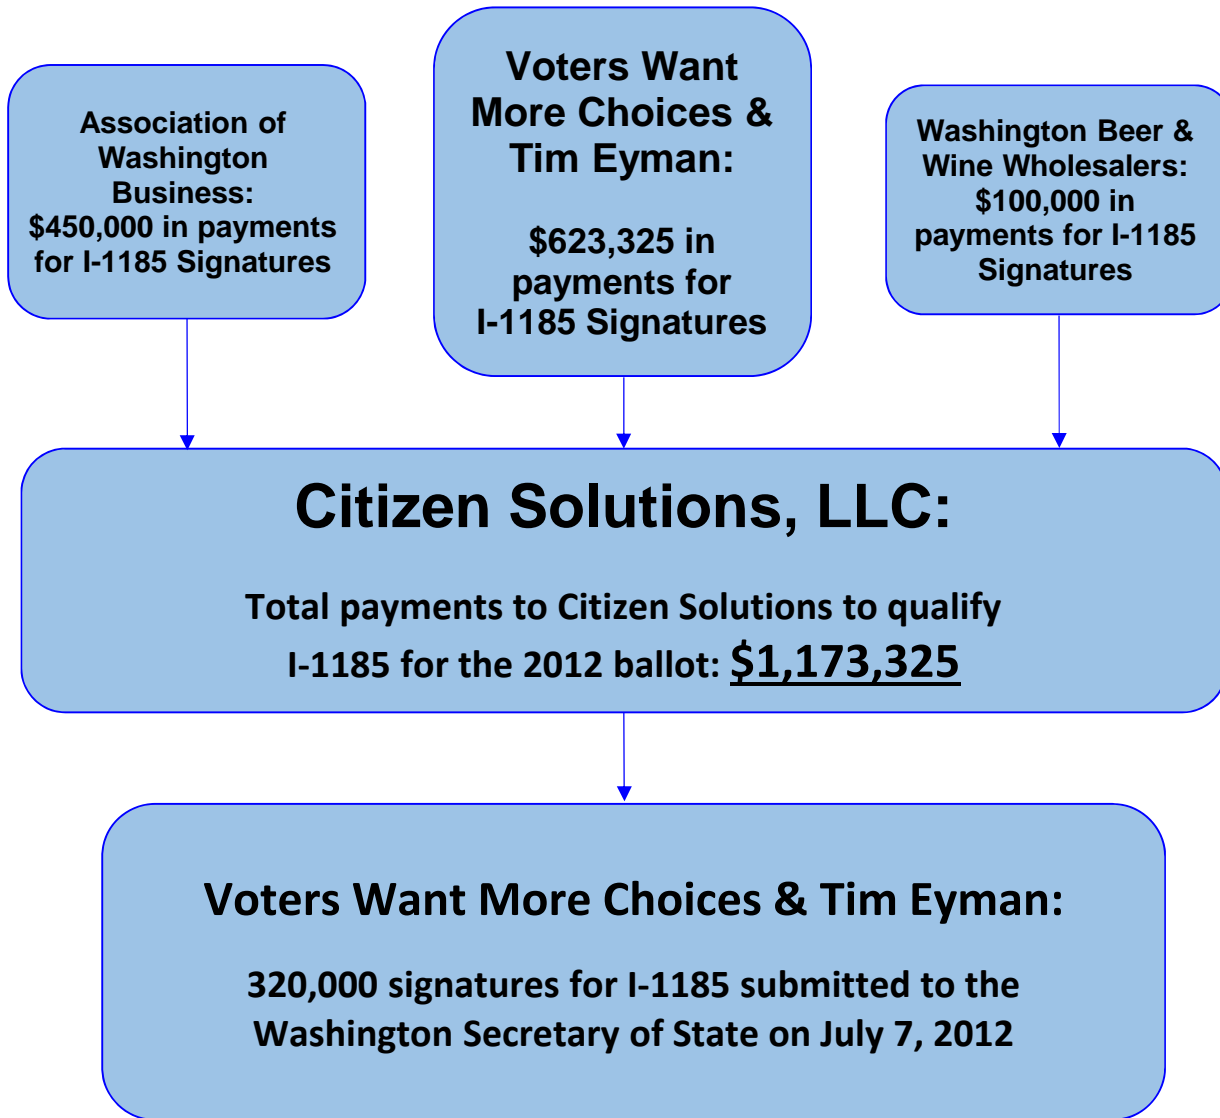 Association of
Washington
Business:
$450,000 in payments
for I-1185 Signatures
Voters Want
More Choices &
Tim Eyman:
$623,325 in
payments for
I-1185 Signatures
Washington Beer &
Wine Wholesalers:
$100,000 in
payments for I-1185
Signatures
Citizen Solutions, LLC:
Total payments to Citizen Solutions to qualify
I-1185 for the 2012 ballot: $1,173,325
Voters Want More Choices & Tim Eyman:
320,000 signatures for I-1185 submitted to the
Washington Secretary of State on July 7, 2012